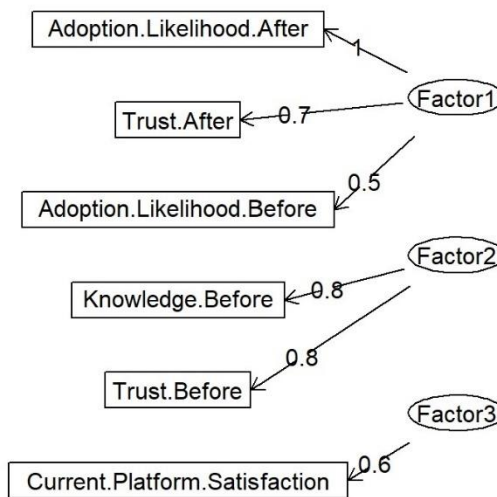 Adoption.Likelihood.After
1
Factor1
Trust.After
0.7
0.5
Adoption.Likelihood.Before
Factor2
Knowledge.Before
0.8
0.8
Trust.Before
Factor3
Current.Platform.Satisfaction
0.6